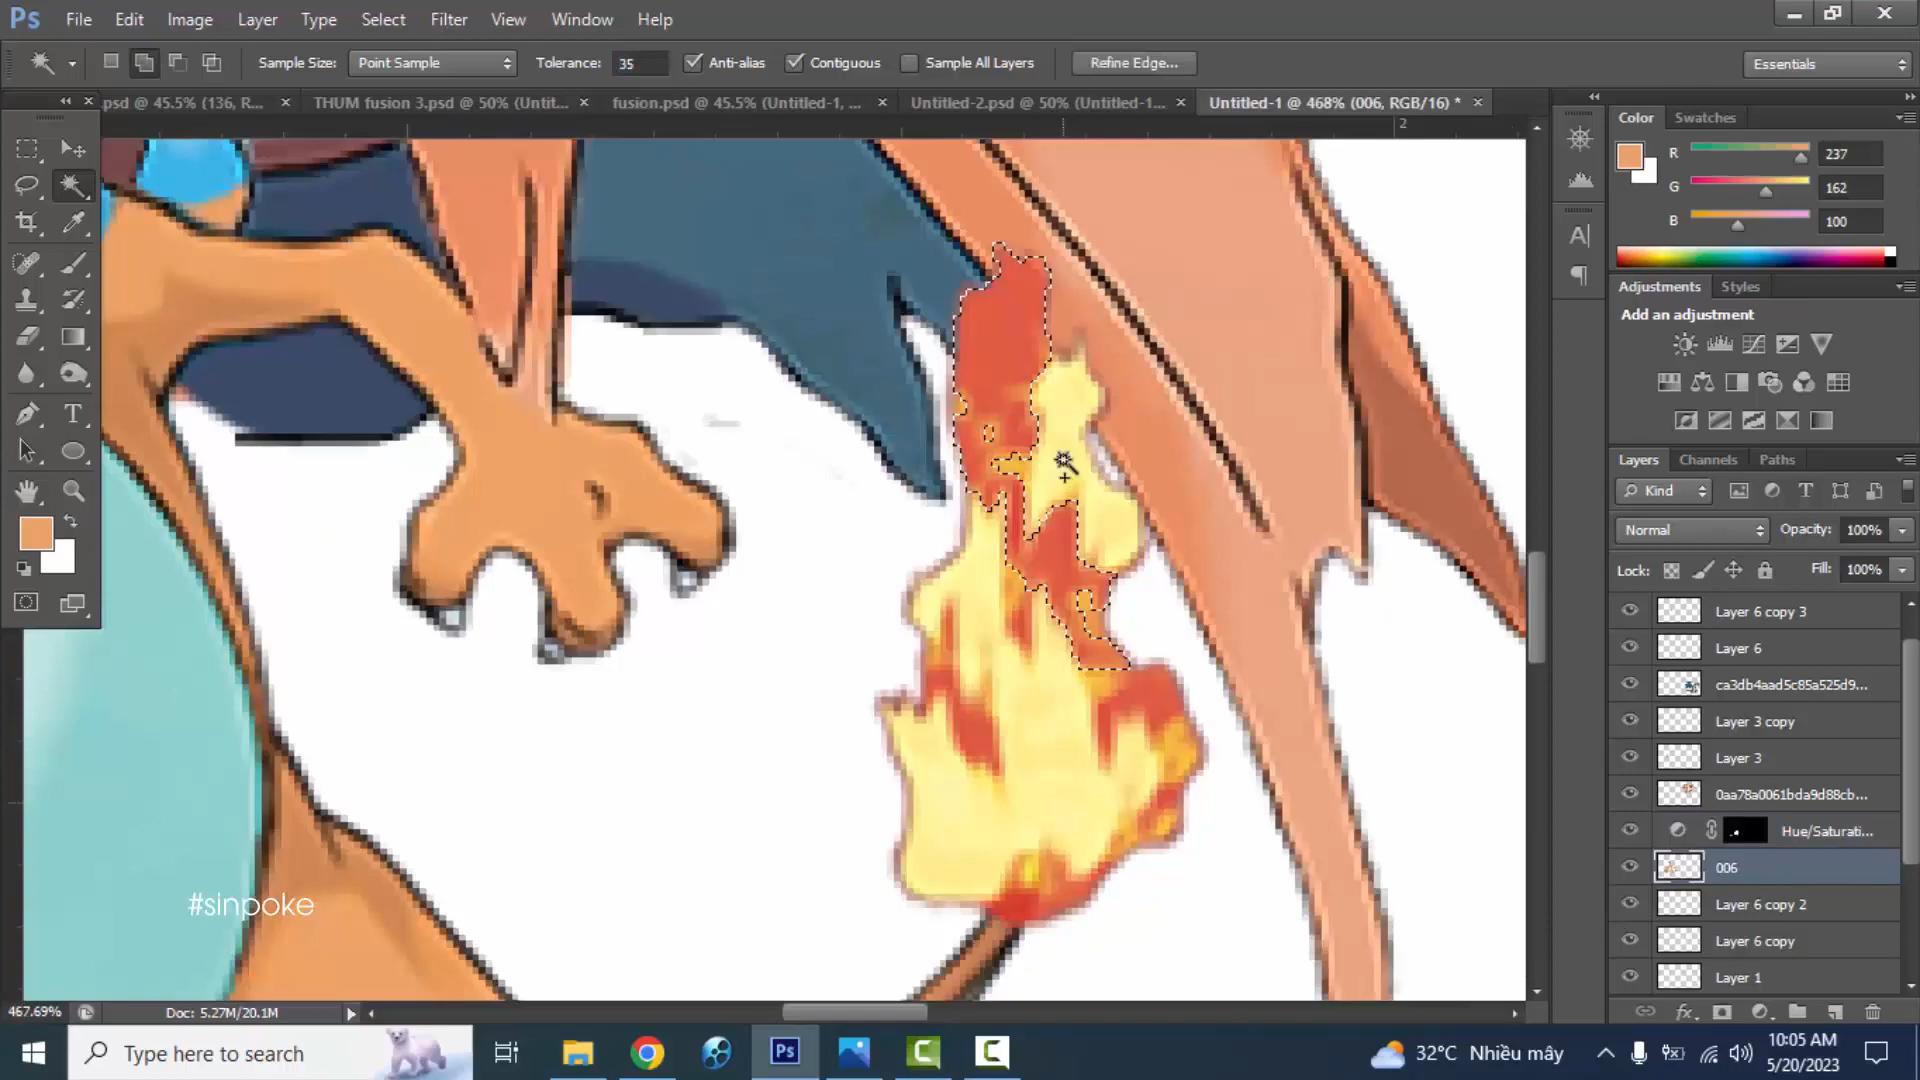 Ps File Edit Image Layer Type Select Filter View Window Help
Sample Size: Point Sample Tolerance: 35 Anti-alias Contiguous Sample All Layers Refine Edge... Essentials
.psd @ 45.5% (136, R... THUM fusion 3.psd @ 50% (Untit... fusion.psd @ 45.5% (Untitled-1, ... Untitled-2.psd @ 50% (Untitled-1... Untitled-1 @ 468% (006, RGB/16) *
2
Color Swatches
R 237
G 162
B 100
Adjustments Styles
Add an adjustment
Layers Channels Paths
Kind
Normal Opacity: 100%
Lock: Fill: 100%
Layer 6 copy 3
Layer 6
ca3db4aad5c85a525d9...
Layer 3 copy
Layer 3
0aa78a0061bda9d88cb...
Hue/Saturati...
006
Layer 6 copy 2
Layer 6 copy
Layer 1
#sinpoke
467.69% Doc: 5.27M/20.1M
Type here to search
32°C Nhiều mây
10:05 AM
5/20/2023